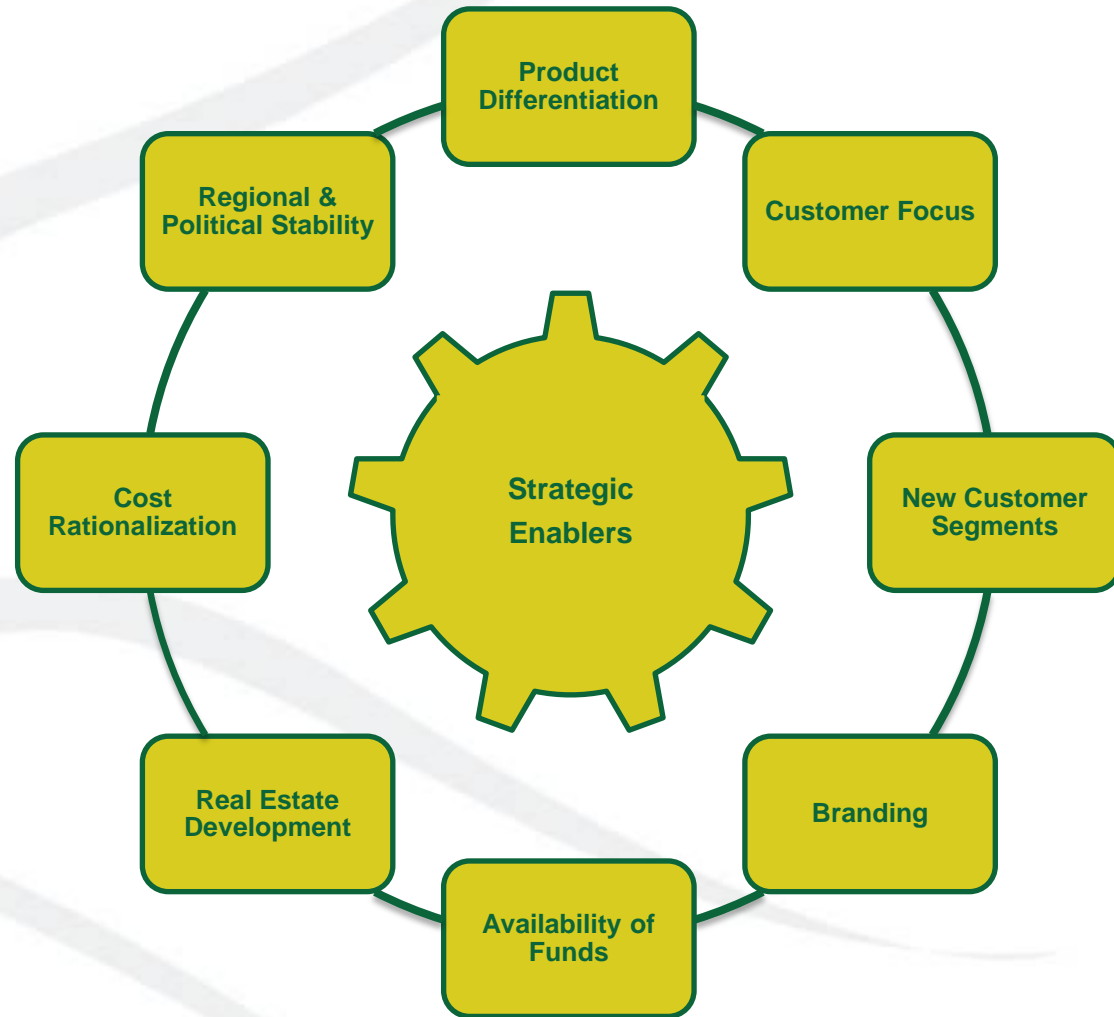 Product
Differentiation
Regional &
Political Stability
Customer Focus
Strategic
Enablers
Cost
Rationalization
New Customer
Segments
Real Estate
Development
Branding
Availability of
Funds